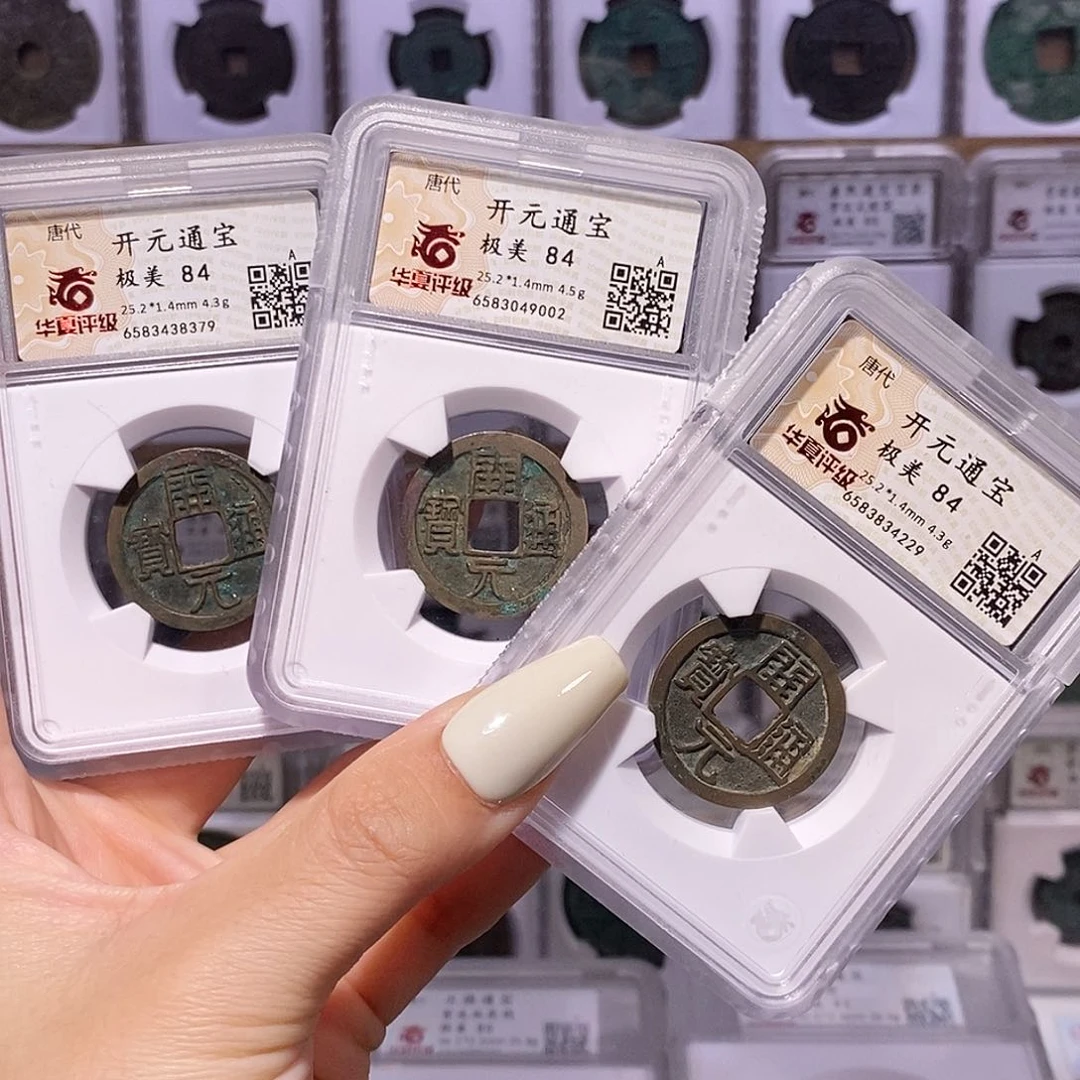 唐代
开元通宝
极美 84
25.2*1.4mm 4.3g
6583438379
A
华夏评级
開元通寶
唐代
开元通宝
极美 84
25.2*1.4mm 4.5g
6583049002
A
华夏评级
開元通寶
唐代
开元通宝
极美 84
25.2*1.4mm 4.3g
6583834229
A
华夏评级
開元通寶